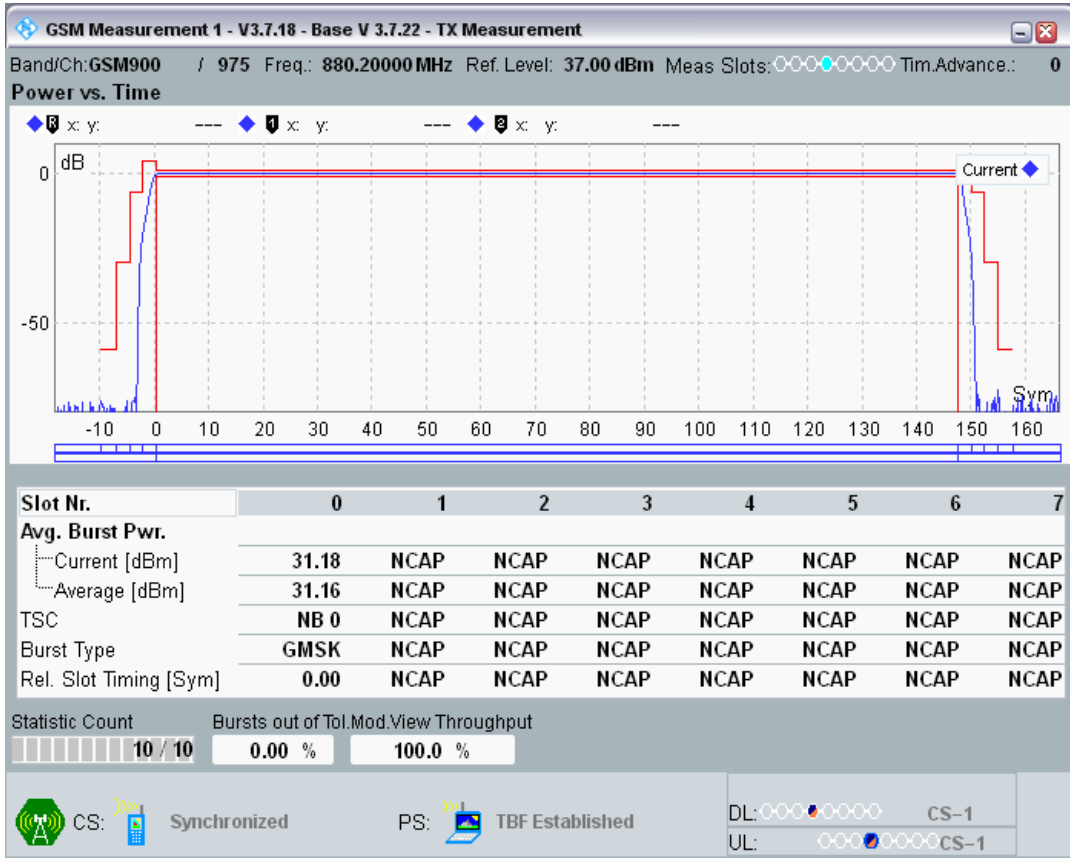 GSM Measurement 1 - V3.7.18 - Base V 3.7.22 - TX Measurement
Band/Ch:GSM900 / 975 Freq.: 880.20000 MHz Ref. Level: 37.00 dBm Meas Slots: Tim.Advance.: 0
Power vs. Time
R x: y: --- 1 x: y: --- 2 x: y: ---
dB
Current
0
-50
Sym
-10 0 10 20 30 40 50 60 70 80 90 100 110 120 130 140 150 160
Slot Nr. 0 1 2 3 4 5 6 7
Avg. Burst Pwr.
Current [dBm] 31.18 NCAP NCAP NCAP NCAP NCAP NCAP NCAP
Average [dBm] 31.16 NCAP NCAP NCAP NCAP NCAP NCAP NCAP
TSC NB 0 NCAP NCAP NCAP NCAP NCAP NCAP NCAP
Burst Type GMSK NCAP NCAP NCAP NCAP NCAP NCAP NCAP
Rel. Slot Timing [Sym] 0.00 NCAP NCAP NCAP NCAP NCAP NCAP NCAP
Statistic Count Bursts out of Tol.Mod.View Throughput
10 / 10 0.00 % 100.0 %
CS: Synchronized PS: TBF Established
DL: CS-1
UL: CS-1